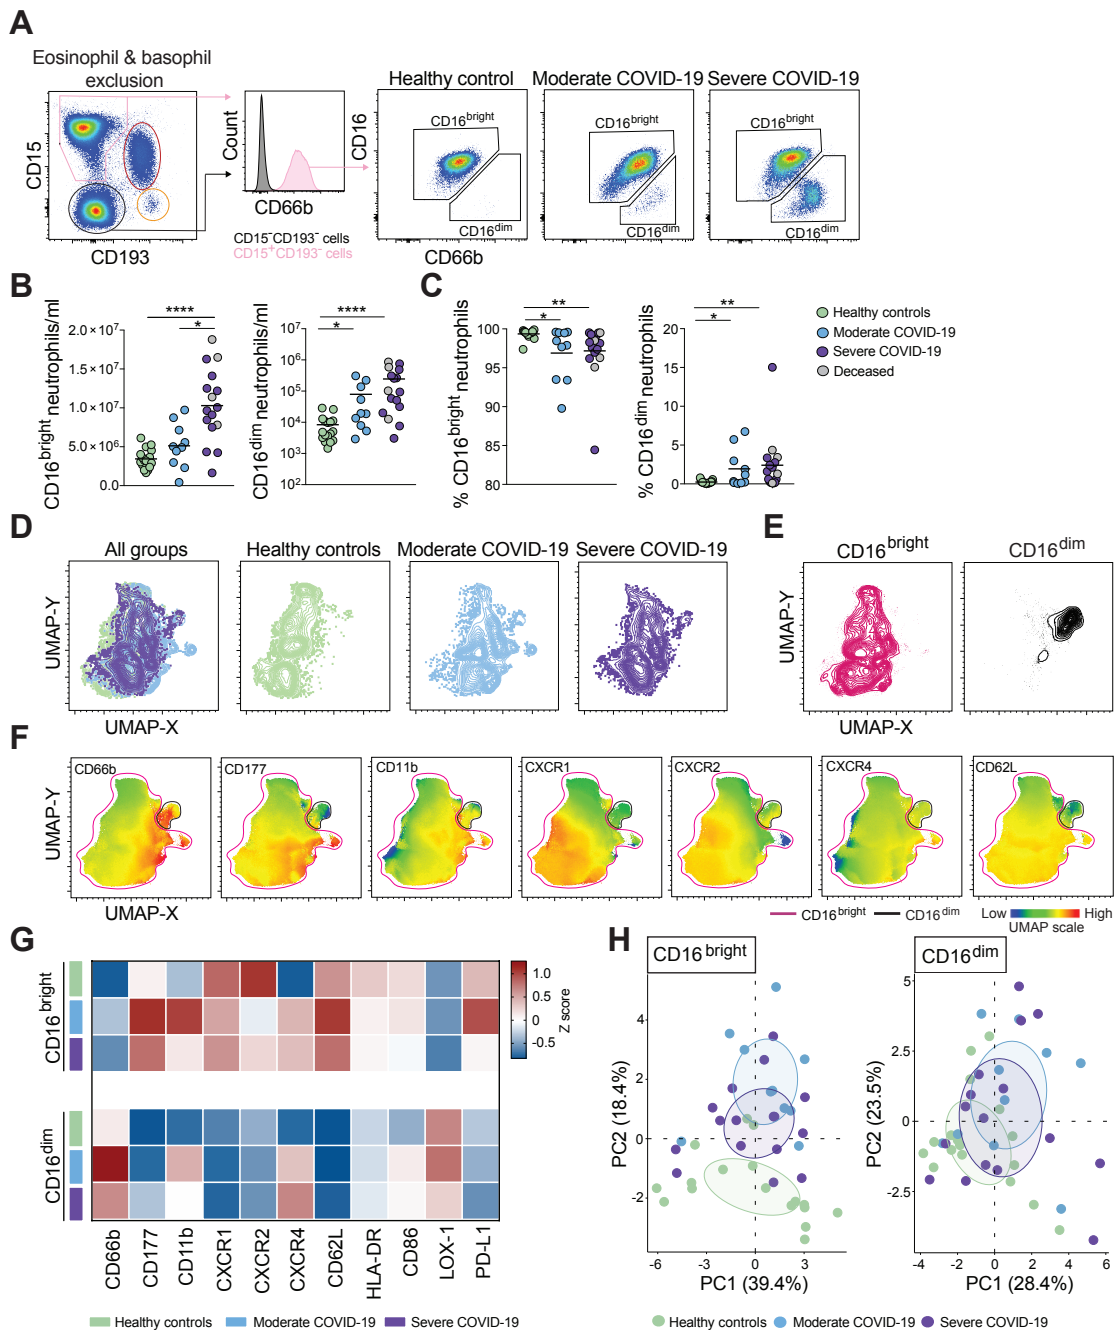 A
Eosinophil & basophil
exclusion
CD15
CD193
Count
CD66b
CD15-CD193- cells
CD15+CD193- cells
Healthy control
Moderate COVID-19
Severe COVID-19
CD16
CD16bright
CD16dim
CD16bright
CD16dim
CD16bright
CD16dim
CD66b
B
CD16bright neutrophils/ml
2.0×10⁷
1.5×10⁷
1.0×10⁷
5.0×10⁶
0.0
****
*
CD16dim neutrophils/ml
10⁷
10⁶
10⁵
10⁴
10³
10²
****
*
C
% CD16bright neutrophils
100
95
90
85
80
**
*
% CD16dim neutrophils
20
15
10
5
0
**
*
Healthy controls
Moderate COVID-19
Severe COVID-19
Deceased
D
All groups
Healthy controls
Moderate COVID-19
Severe COVID-19
UMAP-Y
UMAP-X
E
CD16bright
CD16dim
UMAP-Y
UMAP-X
F
CD66b
CD177
CD11b
CXCR1
CXCR2
CXCR4
CD62L
UMAP-Y
UMAP-X
CD16bright
CD16dim
Low
High
UMAP scale
G
CD16bright
CD16dim
1.0
0.5
0
-0.5
Z score
CD66b
CD177
CD11b
CXCR1
CXCR2
CXCR4
CD62L
HLA-DR
CD86
LOX-1
PD-L1
Healthy controls
Moderate COVID-19
Severe COVID-19
H
CD16bright
PC2 (18.4%)
4
2
0
-2
-6
-3
0
3
PC1 (39.4%)
CD16dim
PC2 (23.5%)
5
2.5
0
-2.5
-4
-2
0
2
4
6
PC1 (28.4%)
Healthy controls
Moderate COVID-19
Severe COVID-19